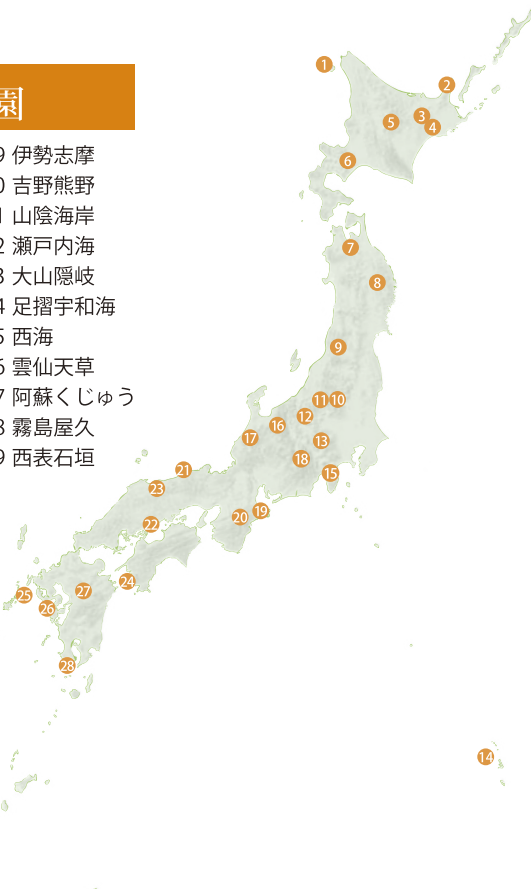 園
9 伊勢志摩
0 吉野熊野
1 山陰海岸
2 瀬戸内海
3 大山隠岐
4 足摺宇和海
5 西海
6 雲仙天草
7 阿蘇くじゅう
8 霧島屋久
9 西表石垣
1
2
3
4
5
6
7
8
9
11 10
12
16
17
13
18
15
21
23
19
20
22
24
27
25
26
28
14